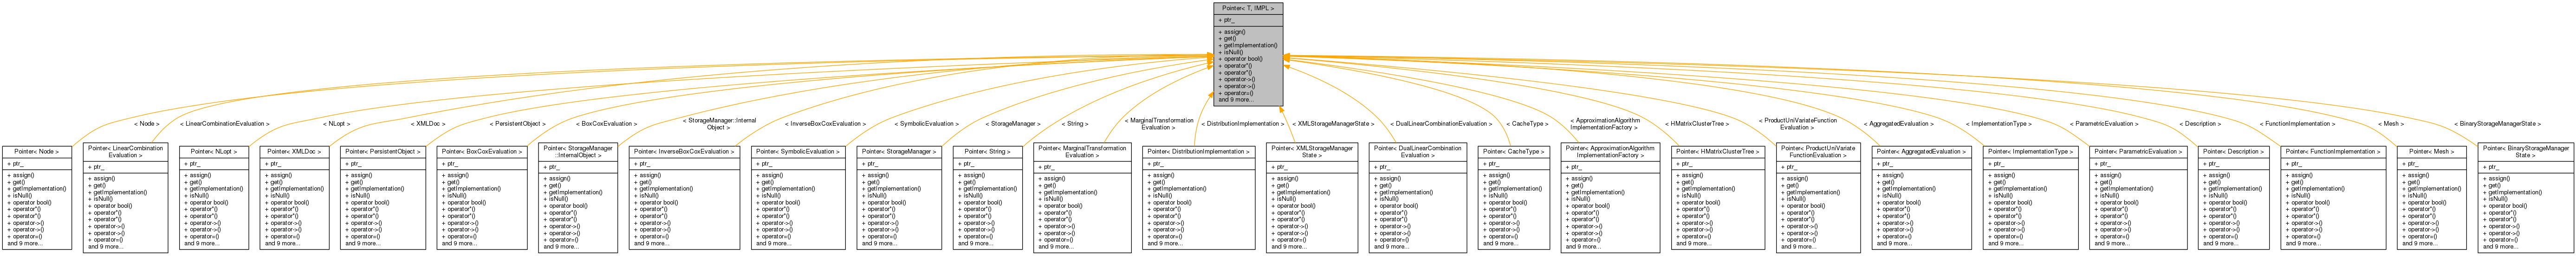 Pointer< T, IMPL >
+ ptr_
+ assign()
+ get()
+ getImplementation()
+ isNull()
+ operator bool()
+ operator*()
+ operator*()
+ operator->()
+ operator->()
+ operator=()
and 9 more...
< Node >
< LinearCombinationEvaluation >
< NLopt >
< XMLDoc >
< PersistentObject >
< BoxCoxEvaluation >
< StorageManager::Internal
Object >
< InverseBoxCoxEvaluation >
< SymbolicEvaluation >
< StorageManager >
< String >
< MarginalTransformation
Evaluation >
< DistributionImplementation >
< XMLStorageManagerState >
< DualLinearCombinationEvaluation >
< CacheType >
< ApproximationAlgorithm
ImplementationFactory >
< HMatrixClusterTree >
< ProductUniVariateFunction
Evaluation >
< AggregatedEvaluation >
< ImplementationType >
< ParametricEvaluation >
< Description >
< FunctionImplementation >
< Mesh >
< BinaryStorageManagerState >
Pointer< Node >
+ ptr_
+ assign()
+ get()
+ getImplementation()
+ isNull()
+ operator bool()
+ operator*()
+ operator*()
+ operator->()
+ operator->()
+ operator=()
and 9 more...
Pointer< LinearCombination
Evaluation >
+ ptr_
+ assign()
+ get()
+ getImplementation()
+ isNull()
+ operator bool()
+ operator*()
+ operator*()
+ operator->()
+ operator->()
+ operator=()
and 9 more...
Pointer< NLopt >
+ ptr_
+ assign()
+ get()
+ getImplementation()
+ isNull()
+ operator bool()
+ operator*()
+ operator*()
+ operator->()
+ operator->()
+ operator=()
and 9 more...
Pointer< XMLDoc >
+ ptr_
+ assign()
+ get()
+ getImplementation()
+ isNull()
+ operator bool()
+ operator*()
+ operator*()
+ operator->()
+ operator->()
+ operator=()
and 9 more...
Pointer< PersistentObject >
+ ptr_
+ assign()
+ get()
+ getImplementation()
+ isNull()
+ operator bool()
+ operator*()
+ operator*()
+ operator->()
+ operator->()
+ operator=()
and 9 more...
Pointer< BoxCoxEvaluation >
+ ptr_
+ assign()
+ get()
+ getImplementation()
+ isNull()
+ operator bool()
+ operator*()
+ operator*()
+ operator->()
+ operator->()
+ operator=()
and 9 more...
Pointer< StorageManager
::InternalObject >
+ ptr_
+ assign()
+ get()
+ getImplementation()
+ isNull()
+ operator bool()
+ operator*()
+ operator*()
+ operator->()
+ operator->()
+ operator=()
and 9 more...
Pointer< InverseBoxCoxEvaluation >
+ ptr_
+ assign()
+ get()
+ getImplementation()
+ isNull()
+ operator bool()
+ operator*()
+ operator*()
+ operator->()
+ operator->()
+ operator=()
and 9 more...
Pointer< SymbolicEvaluation >
+ ptr_
+ assign()
+ get()
+ getImplementation()
+ isNull()
+ operator bool()
+ operator*()
+ operator*()
+ operator->()
+ operator->()
+ operator=()
and 9 more...
Pointer< StorageManager >
+ ptr_
+ assign()
+ get()
+ getImplementation()
+ isNull()
+ operator bool()
+ operator*()
+ operator*()
+ operator->()
+ operator->()
+ operator=()
and 9 more...
Pointer< String >
+ ptr_
+ assign()
+ get()
+ getImplementation()
+ isNull()
+ operator bool()
+ operator*()
+ operator*()
+ operator->()
+ operator->()
+ operator=()
and 9 more...
Pointer< MarginalTransformation
Evaluation >
+ ptr_
+ assign()
+ get()
+ getImplementation()
+ isNull()
+ operator bool()
+ operator*()
+ operator*()
+ operator->()
+ operator->()
+ operator=()
and 9 more...
Pointer< DistributionImplementation >
+ ptr_
+ assign()
+ get()
+ getImplementation()
+ isNull()
+ operator bool()
+ operator*()
+ operator*()
+ operator->()
+ operator->()
+ operator=()
and 9 more...
Pointer< XMLStorageManager
State >
+ ptr_
+ assign()
+ get()
+ getImplementation()
+ isNull()
+ operator bool()
+ operator*()
+ operator*()
+ operator->()
+ operator->()
+ operator=()
and 9 more...
Pointer< DualLinearCombination
Evaluation >
+ ptr_
+ assign()
+ get()
+ getImplementation()
+ isNull()
+ operator bool()
+ operator*()
+ operator*()
+ operator->()
+ operator->()
+ operator=()
and 9 more...
Pointer< CacheType >
+ ptr_
+ assign()
+ get()
+ getImplementation()
+ isNull()
+ operator bool()
+ operator*()
+ operator*()
+ operator->()
+ operator->()
+ operator=()
and 9 more...
Pointer< ApproximationAlgorithm
ImplementationFactory >
+ ptr_
+ assign()
+ get()
+ getImplementation()
+ isNull()
+ operator bool()
+ operator*()
+ operator*()
+ operator->()
+ operator->()
+ operator=()
and 9 more...
Pointer< HMatrixClusterTree >
+ ptr_
+ assign()
+ get()
+ getImplementation()
+ isNull()
+ operator bool()
+ operator*()
+ operator*()
+ operator->()
+ operator->()
+ operator=()
and 9 more...
Pointer< ProductUniVariate
FunctionEvaluation >
+ ptr_
+ assign()
+ get()
+ getImplementation()
+ isNull()
+ operator bool()
+ operator*()
+ operator*()
+ operator->()
+ operator->()
+ operator=()
and 9 more...
Pointer< AggregatedEvaluation >
+ ptr_
+ assign()
+ get()
+ getImplementation()
+ isNull()
+ operator bool()
+ operator*()
+ operator*()
+ operator->()
+ operator->()
+ operator=()
and 9 more...
Pointer< ImplementationType >
+ ptr_
+ assign()
+ get()
+ getImplementation()
+ isNull()
+ operator bool()
+ operator*()
+ operator*()
+ operator->()
+ operator->()
+ operator=()
and 9 more...
Pointer< ParametricEvaluation >
+ ptr_
+ assign()
+ get()
+ getImplementation()
+ isNull()
+ operator bool()
+ operator*()
+ operator*()
+ operator->()
+ operator->()
+ operator=()
and 9 more...
Pointer< Description >
+ ptr_
+ assign()
+ get()
+ getImplementation()
+ isNull()
+ operator bool()
+ operator*()
+ operator*()
+ operator->()
+ operator->()
+ operator=()
and 9 more...
Pointer< FunctionImplementation >
+ ptr_
+ assign()
+ get()
+ getImplementation()
+ isNull()
+ operator bool()
+ operator*()
+ operator*()
+ operator->()
+ operator->()
+ operator=()
and 9 more...
Pointer< Mesh >
+ ptr_
+ assign()
+ get()
+ getImplementation()
+ isNull()
+ operator bool()
+ operator*()
+ operator*()
+ operator->()
+ operator->()
+ operator=()
and 9 more...
Pointer< BinaryStorageManager
State >
+ ptr_
+ assign()
+ get()
+ getImplementation()
+ isNull()
+ operator bool()
+ operator*()
+ operator*()
+ operator->()
+ operator->()
+ operator=()
and 9 more...